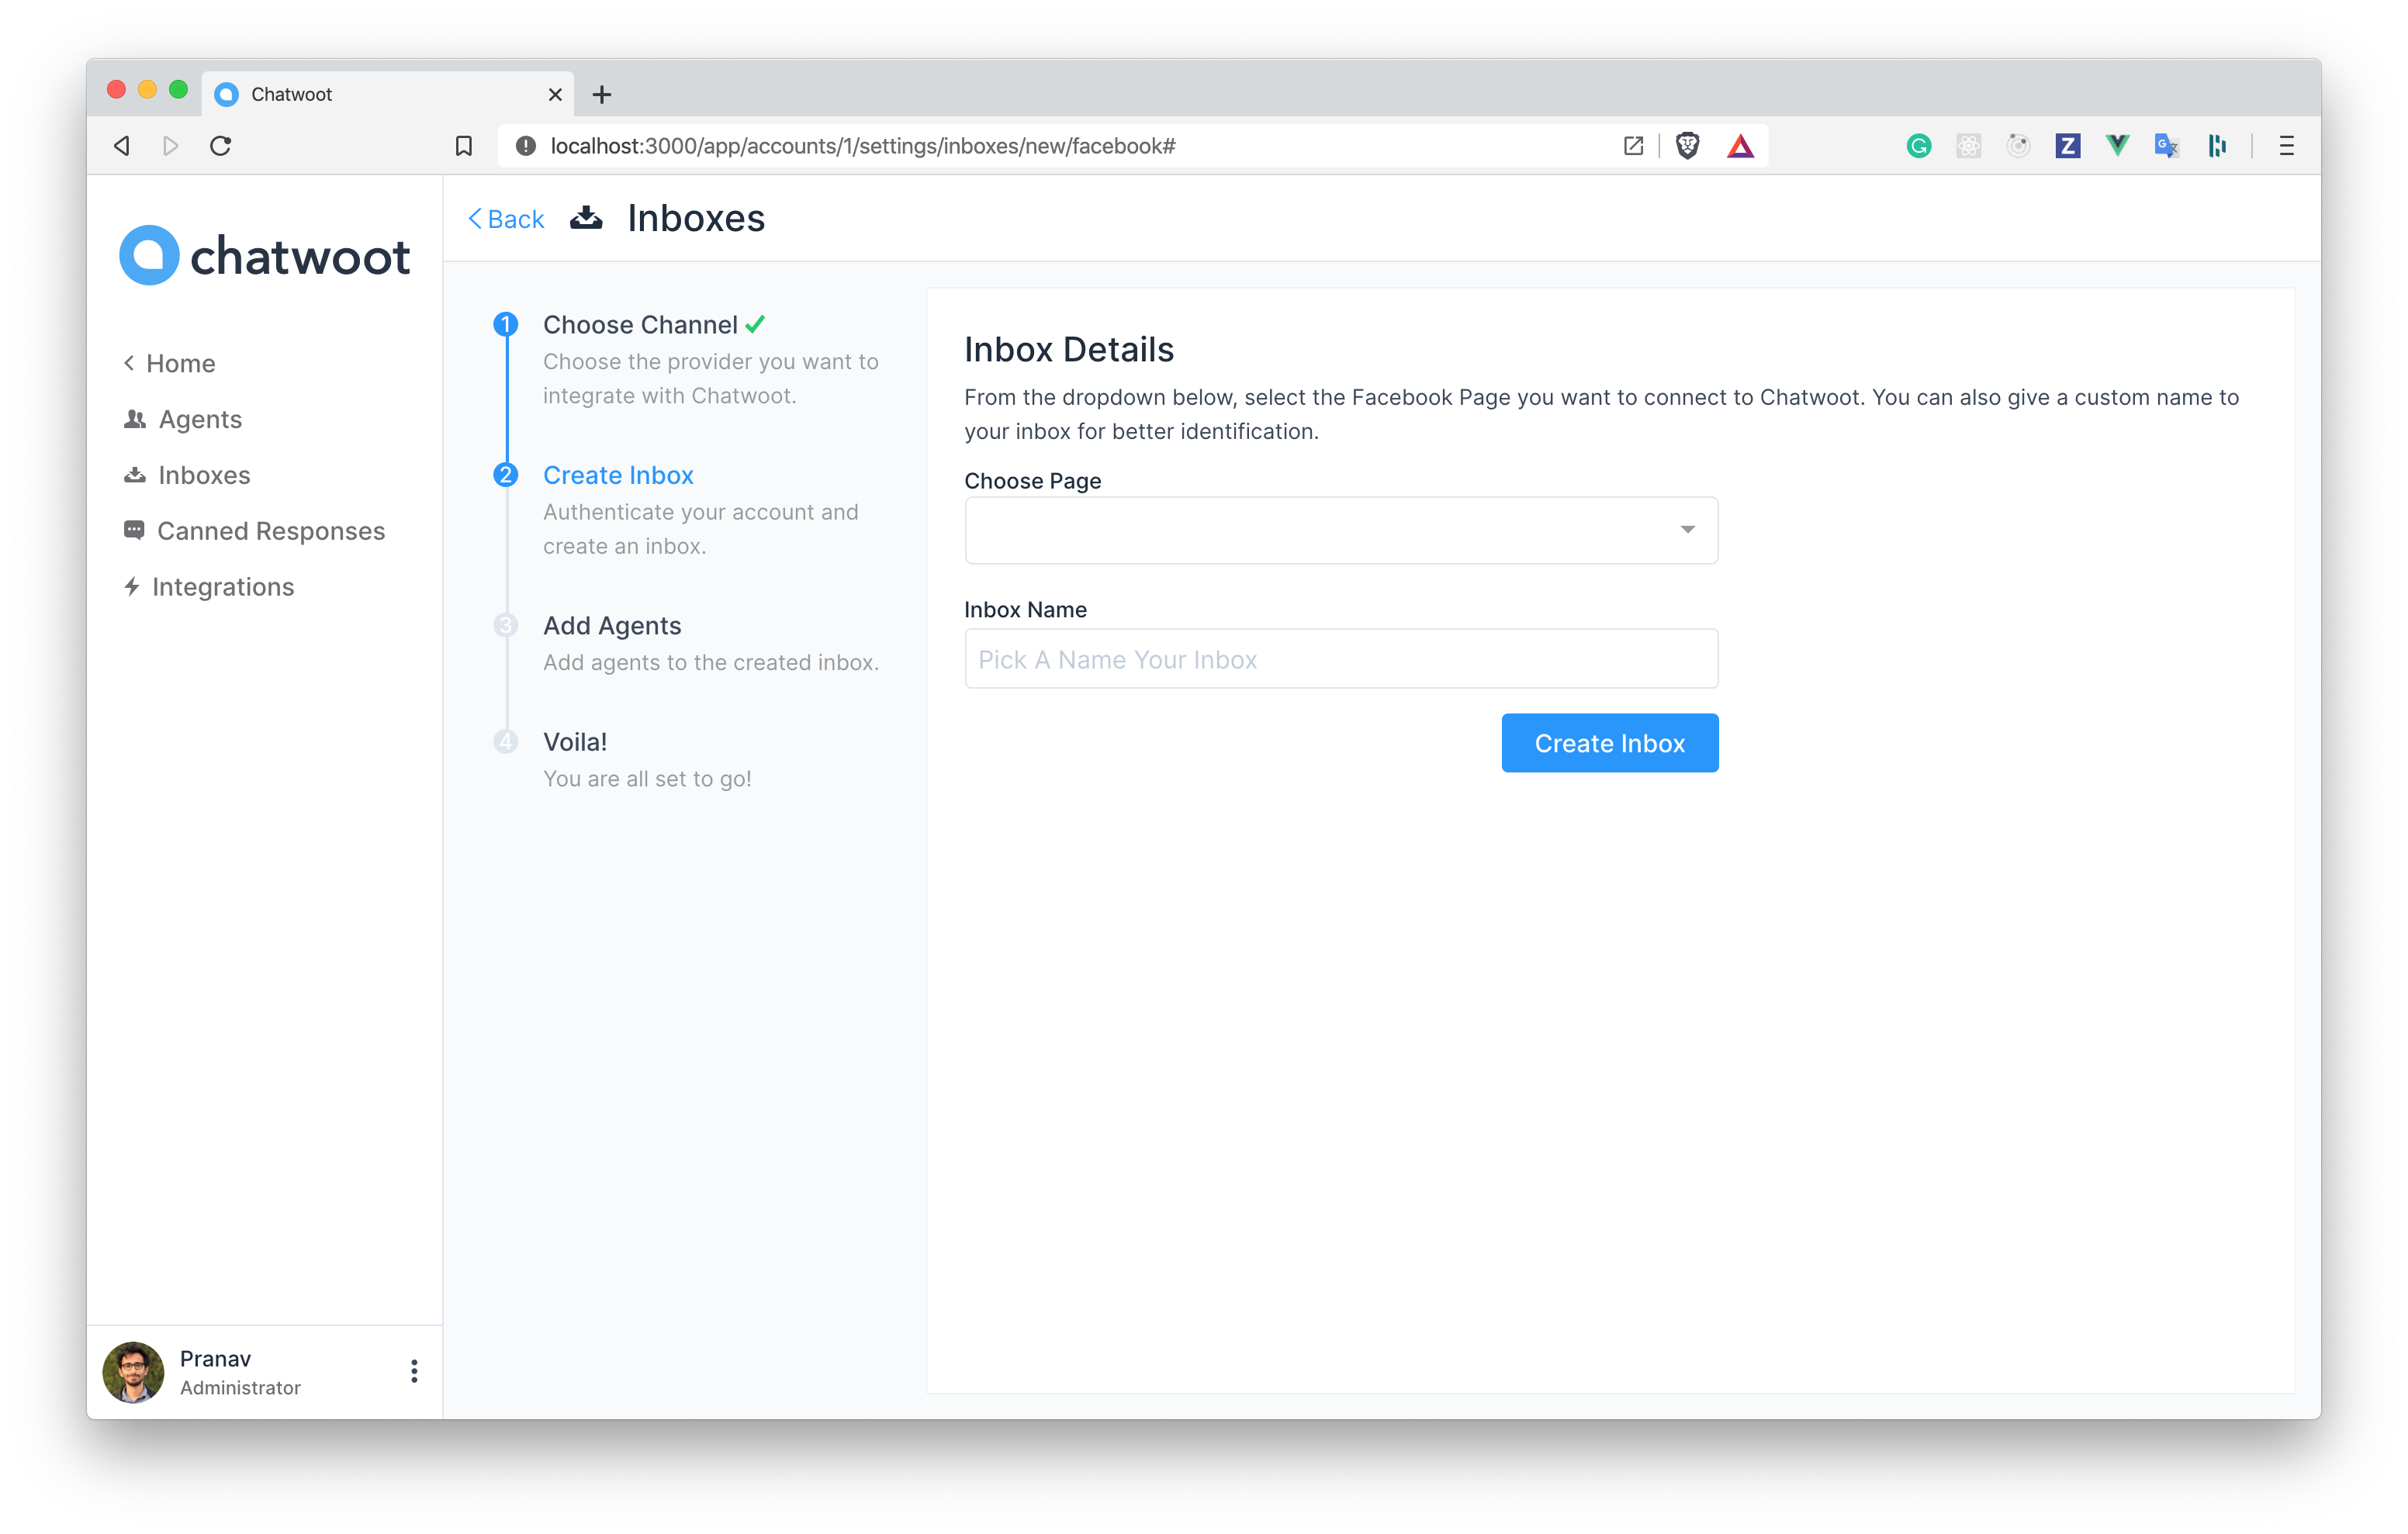 Chatwoot
localhost:3000/app/accounts/1/settings/inboxes/new/facebook#
chatwoot
Home
Agents
Inboxes
Canned Responses
Integrations
Pranav
Administrator
Back
Inboxes
1 Choose Channel
Choose the provider you want to
integrate with Chatwoot.
2 Create Inbox
Authenticate your account and
create an inbox.
3 Add Agents
Add agents to the created inbox.
4 Voila!
You are all set to go!
Inbox Details
From the dropdown below, select the Facebook Page you want to connect to Chatwoot. You can also give a custom name to
your inbox for better identification.
Choose Page
Inbox Name
Pick A Name Your Inbox
Create Inbox